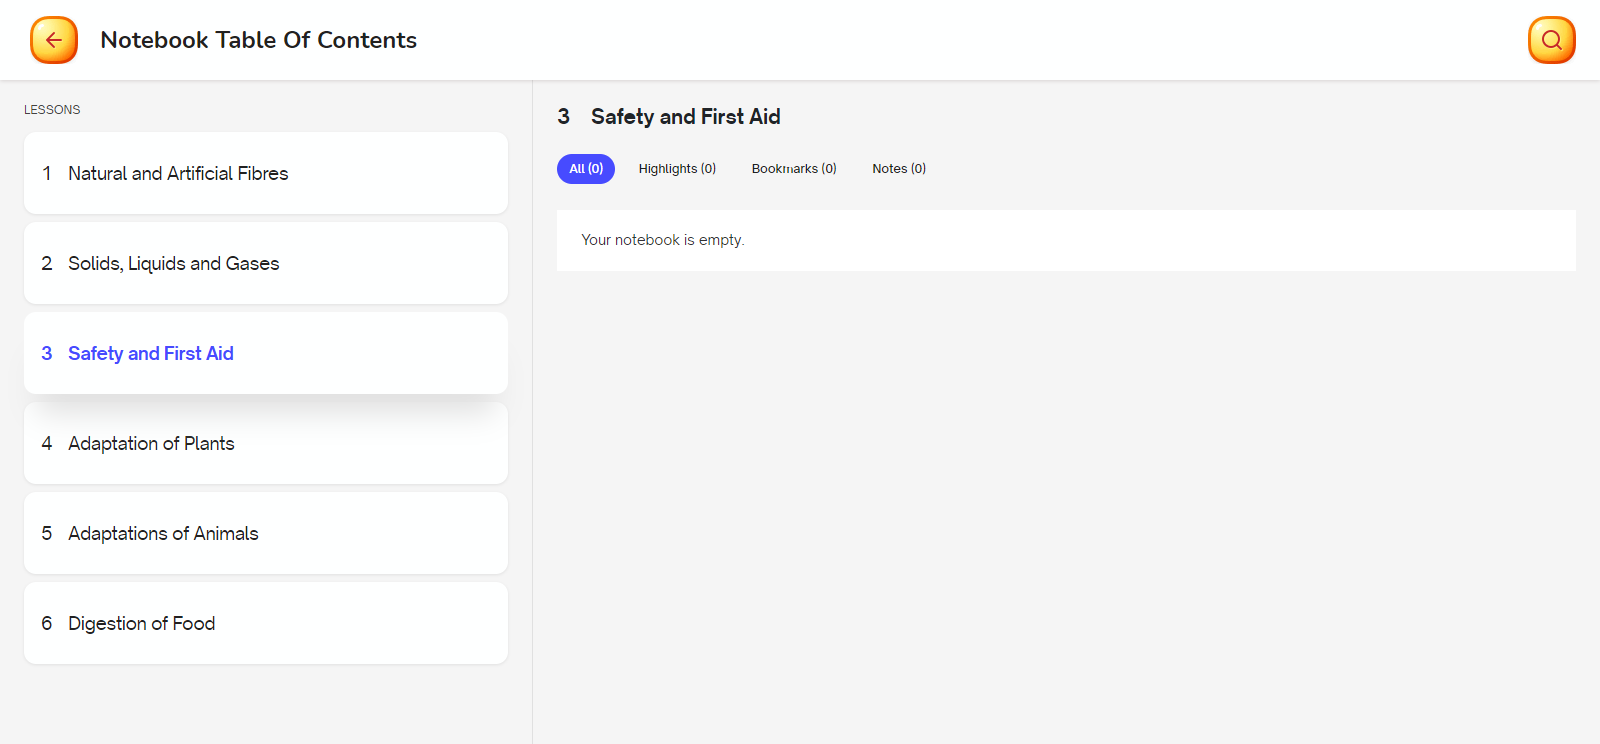 Notebook Table Of Contents
LESSONS
1 Natural and Artificial Fibres
2 Solids, Liquids and Gases
3 Safety and First Aid
4 Adaptation of Plants
5 Adaptations of Animals
6 Digestion of Food
3 Safety and First Aid
All (0) Highlights (0) Bookmarks (0) Notes (0)
Your notebook is empty.